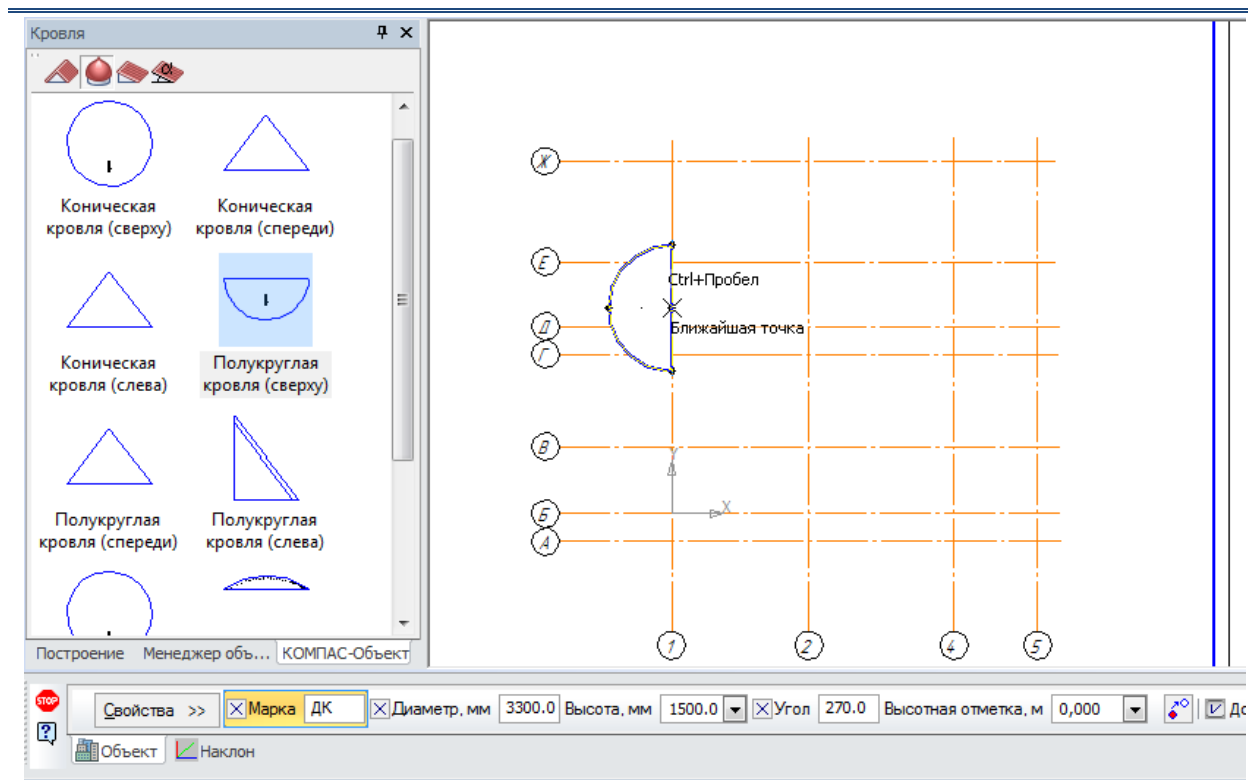 Кровля
Коническая
кровля (сверху)
Коническая
кровля (спереди)
Коническая
кровля (слева)
Полукруглая
кровля (сверху)
Полукруглая
кровля (спереди)
Полукруглая
кровля (слева)
Построение Менеджер объ... КОМПАС-Объект
Ж
Е
Ctrl+Пробел
Д
Ближайшая точка
Г
В
Y
X
Б
А
1 2 4 5
STOP
Свойства >> Марка ДК Диаметр, мм 3300.0 Высота, мм 1500.0 Угол 270.0 Высотная отметка, м 0,000 До
Объект Наклон